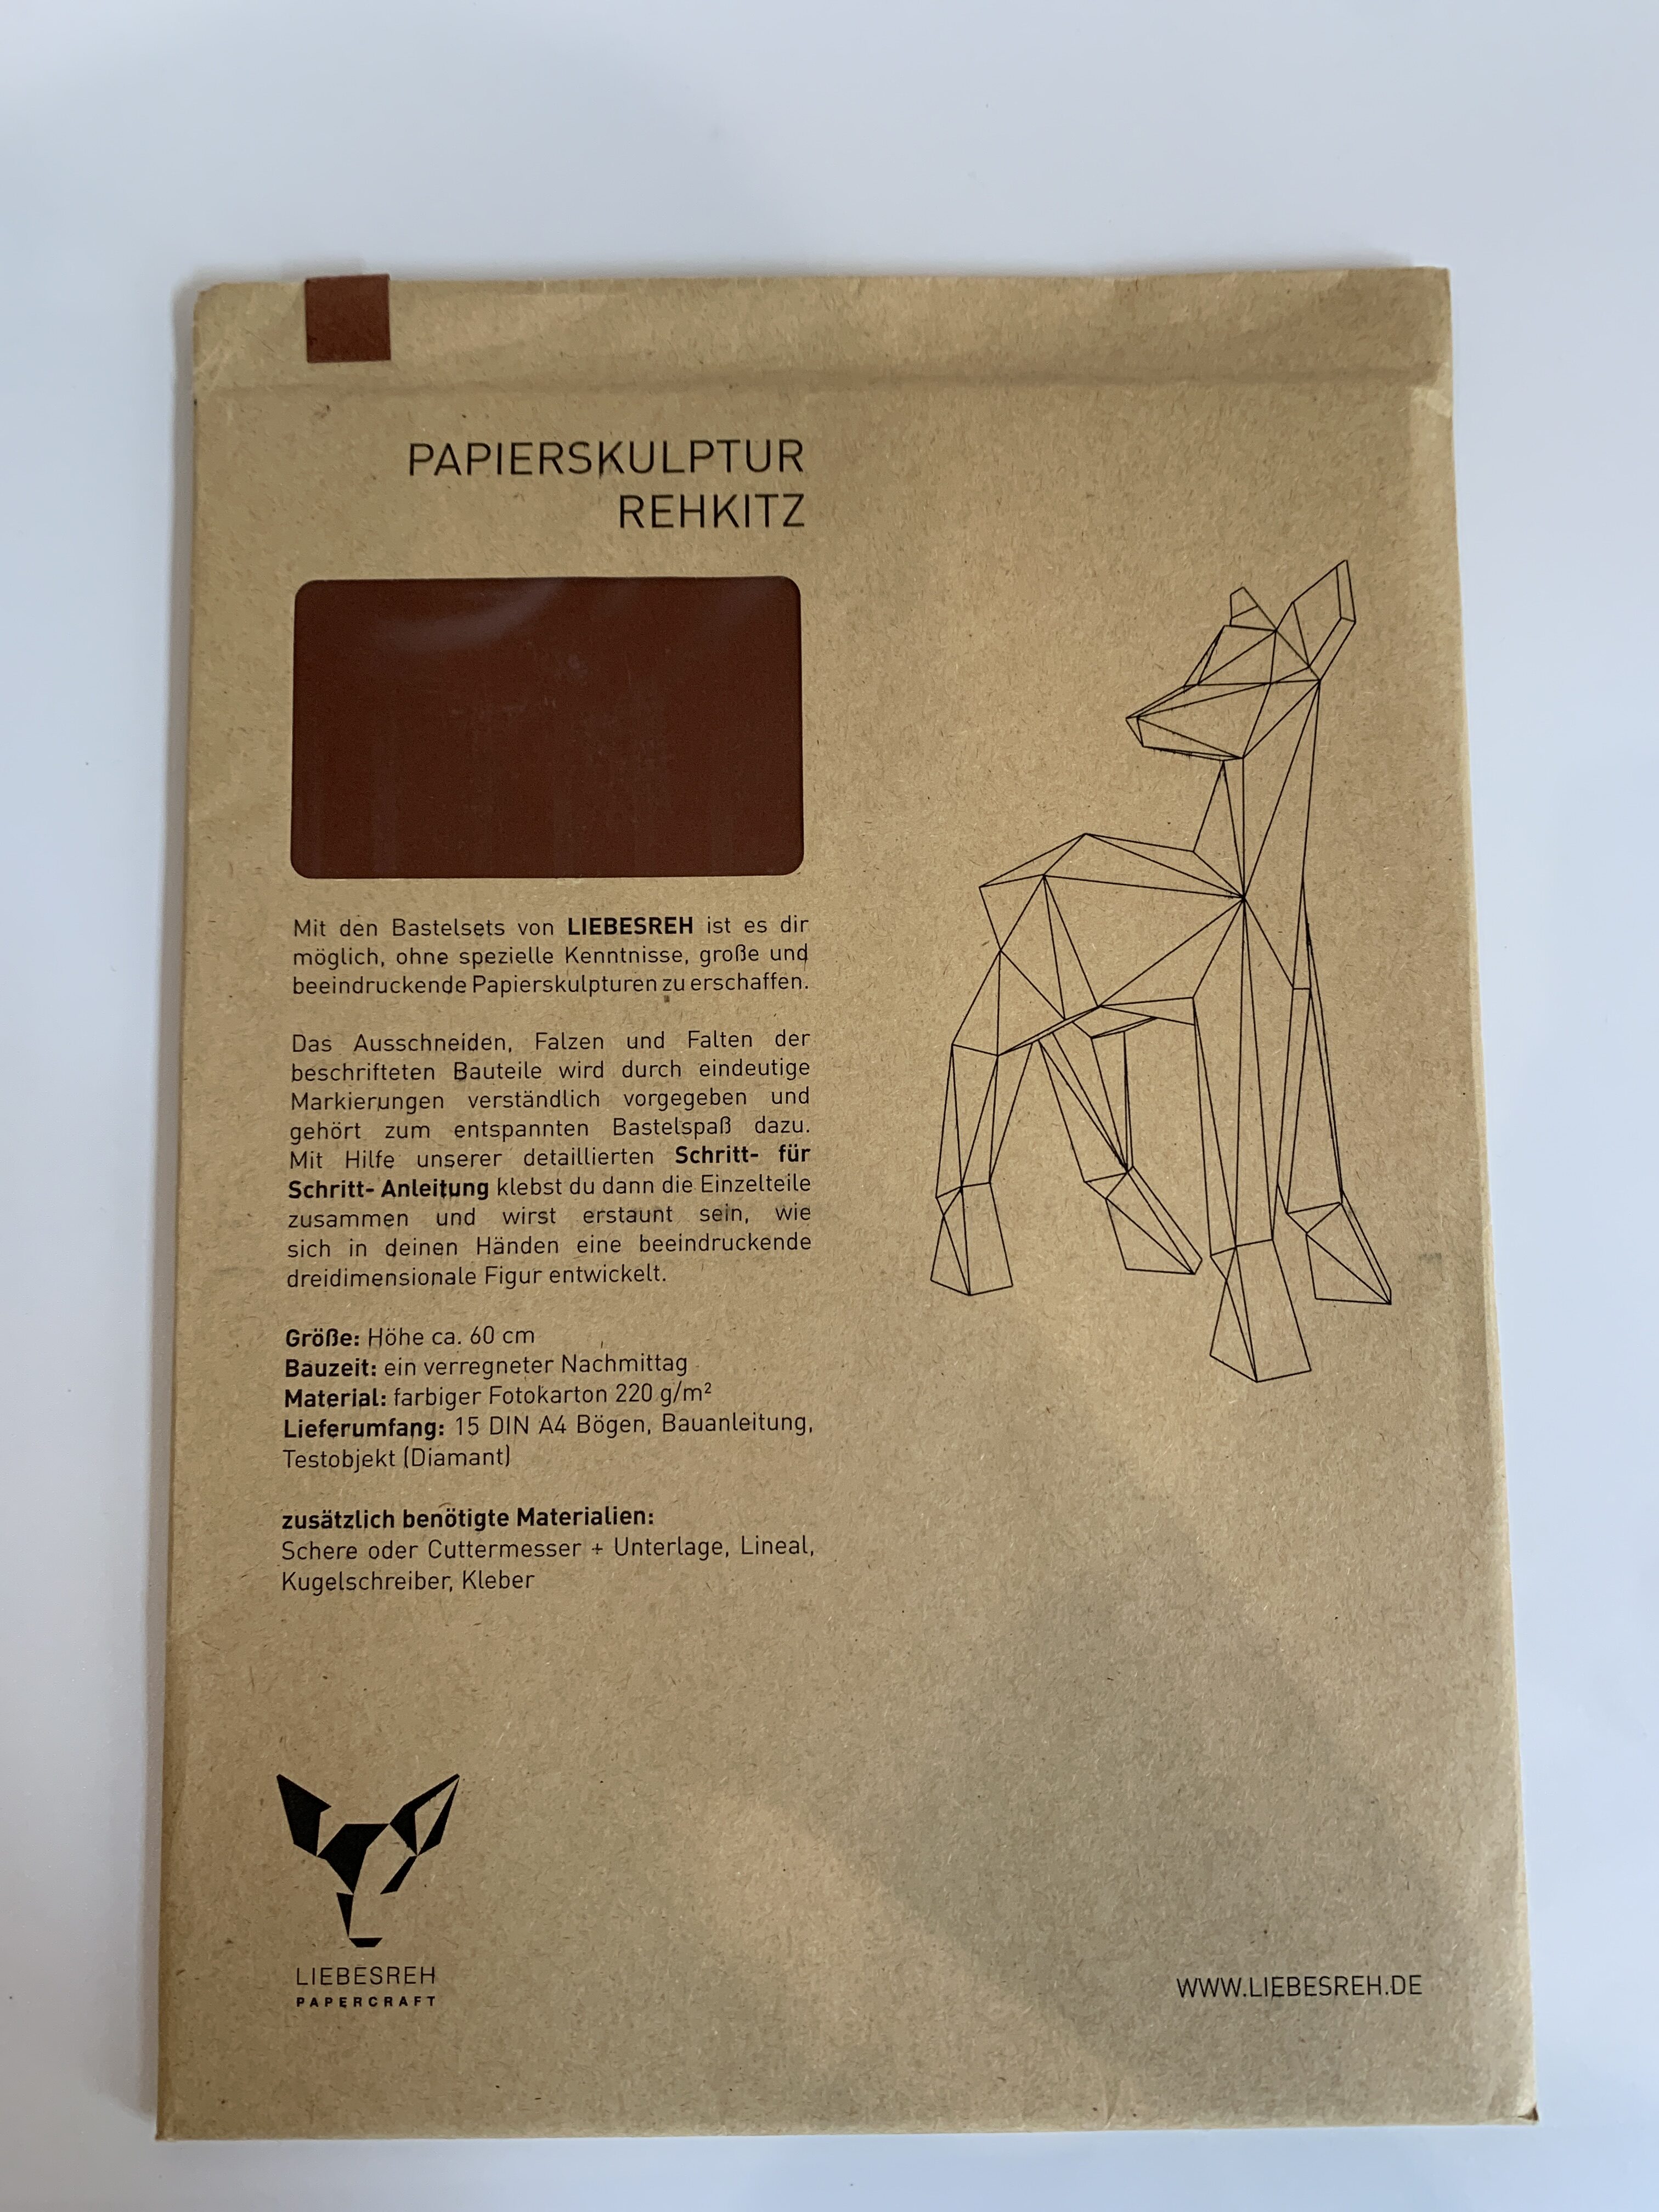 PAPIERSKULPTUR
REHKITZ
Mit den Bastelsets von LIEBESREH ist es dir
möglich, ohne spezielle Kenntnisse, große und
beeindruckende Papierskulpturen zu erschaffen.
Das Ausschneiden, Falzen und Falten der
beschrifteten Bauteile wird durch eindeutige
Markierungen verständlich vorgegeben und
gehört zum entspannten Bastelspaß dazu.
Mit Hilfe unserer detaillierten Schritt- für
Schritt- Anleitung klebst du dann die Einzelteile
zusammen und wirst erstaunt sein, wie
sich in deinen Händen eine beeindruckende
dreidimensionale Figur entwickelt.
Größe: Höhe ca. 60 cm
Bauzeit: ein verregneter Nachmittag
Material: farbiger Fotokarton 220 g/m²
Lieferumfang: 15 DIN A4 Bögen, Bauanleitung,
Testobjekt (Diamant)
zusätzlich benötigte Materialien:
Schere oder Cuttermesser + Unterlage, Lineal,
Kugelschreiber, Kleber
LIEBESREH
PAPERCRAFT
WWW.LIEBESREH.DE